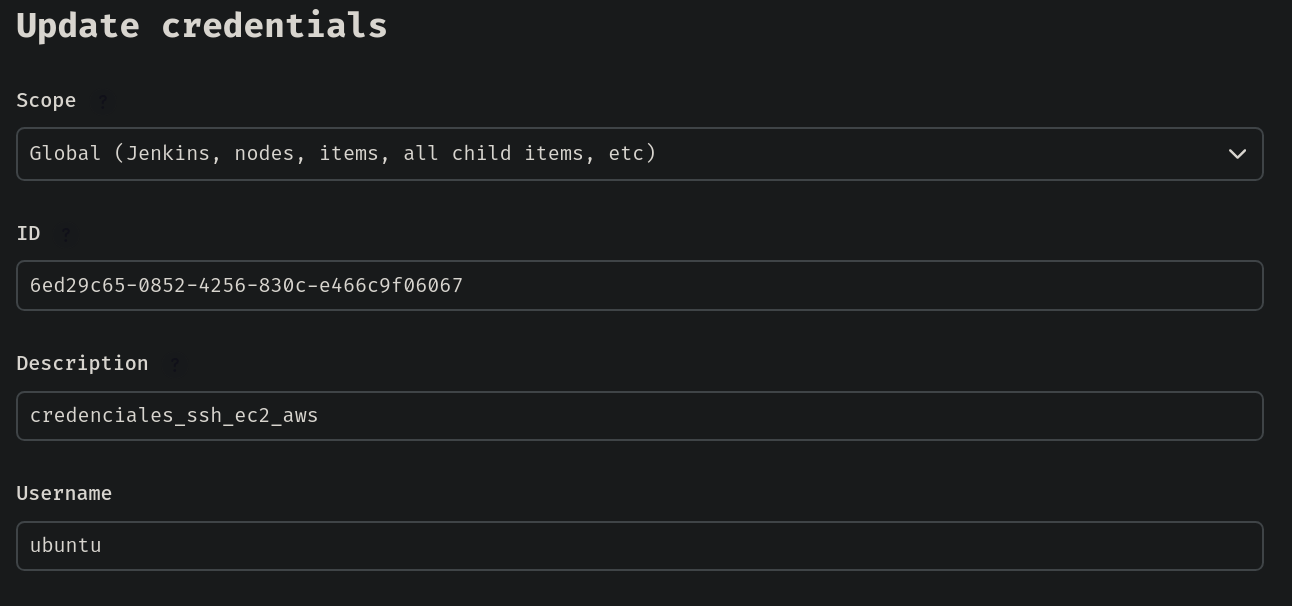 Update credentials
Scope ?
Global (Jenkins, nodes, items, all child items, etc)
ID ?
6ed29c65-0852-4256-830c-e466c9f06067
Description ?
credenciales_ssh_ec2_aws
Username
ubuntu